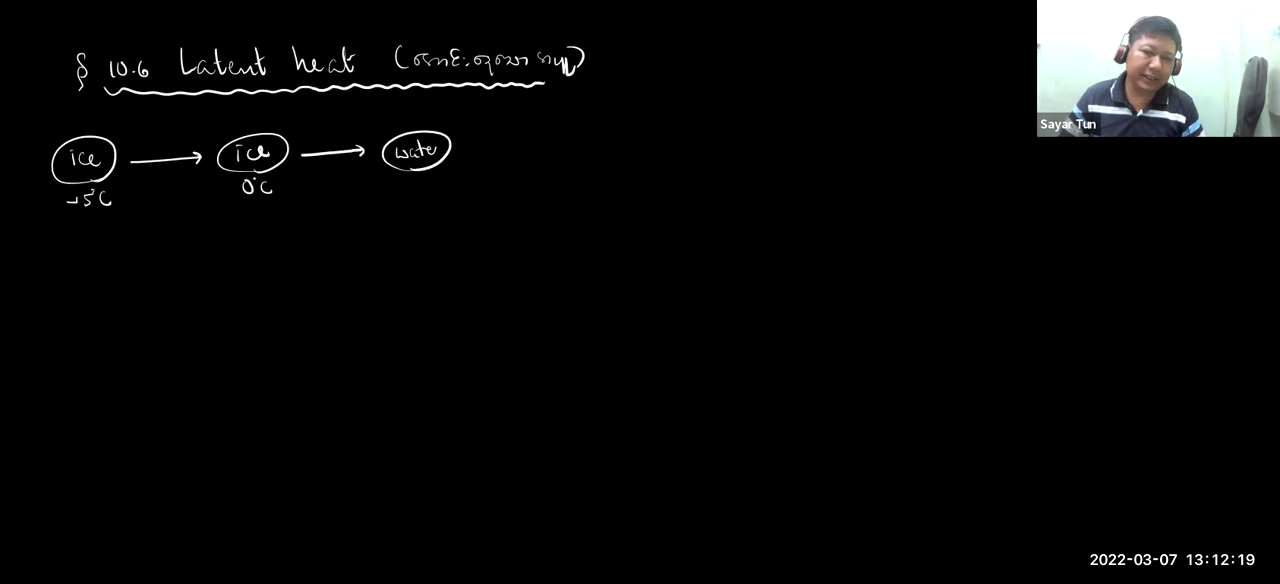 § 10.6 Latent heat
ice → ice → water
-5°C 0°C
Sayar Tun
2022-03-07 13:12:19